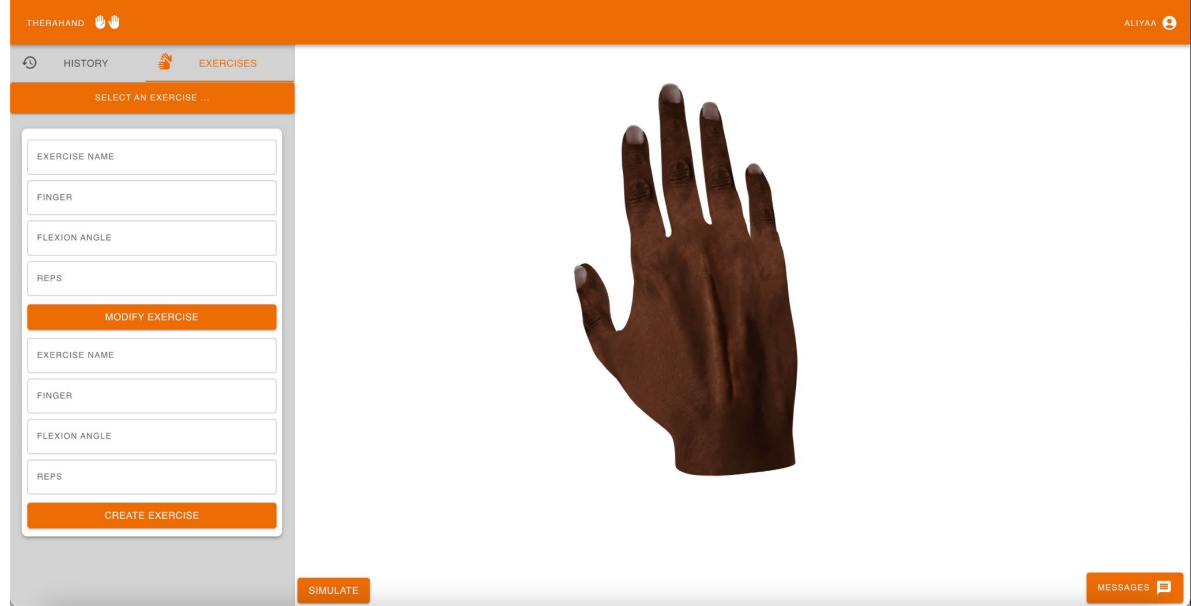 THERAHAND
ALIYAA
HISTORY EXERCISES
SELECT AN EXERCISE ...
EXERCISE NAME
FINGER
FLEXION ANGLE
REPS
MODIFY EXERCISE
EXERCISE NAME
FINGER
FLEXION ANGLE
REPS
CREATE EXERCISE
SIMULATE
MESSAGES